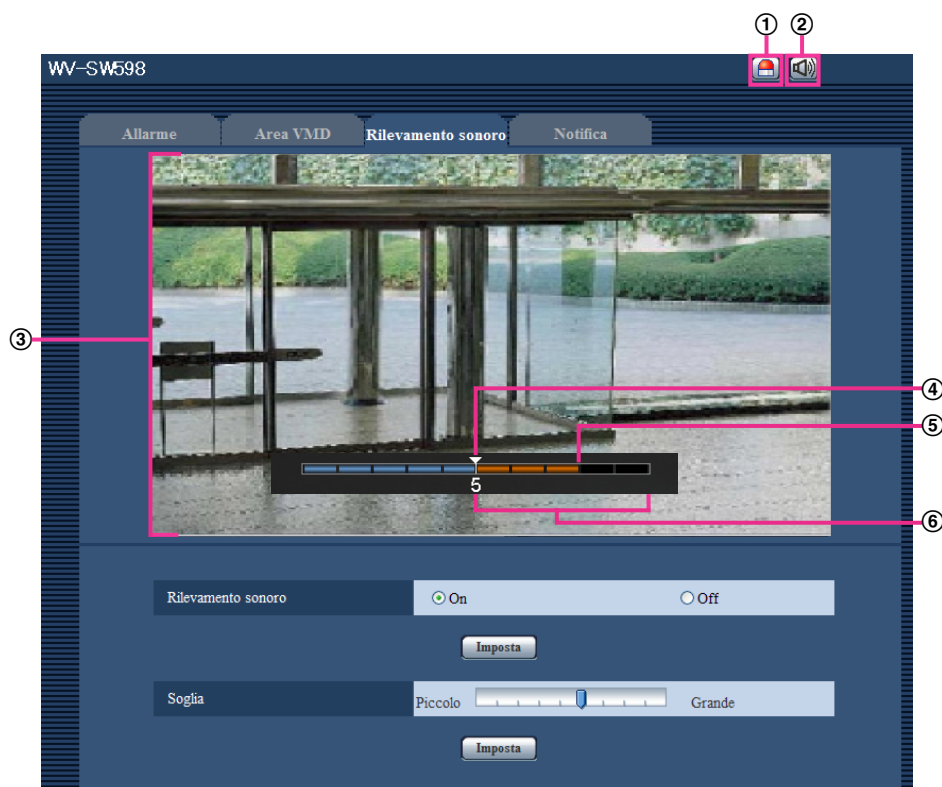 ① ②
WV-SW598
Allarme Area VMD Rilevamento sonoro Notifica
③
④
⑤
5
⑥
Rilevamento sonoro On Off
Imposta
Soglia Piccolo Grande
Imposta